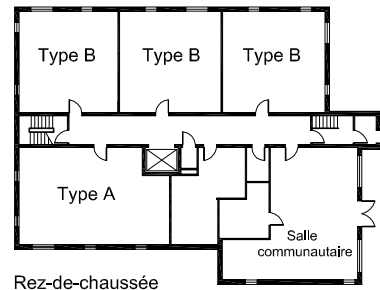 Type B Type B Type B
Type A
Salle
communautaire
Rez-de-chaussée